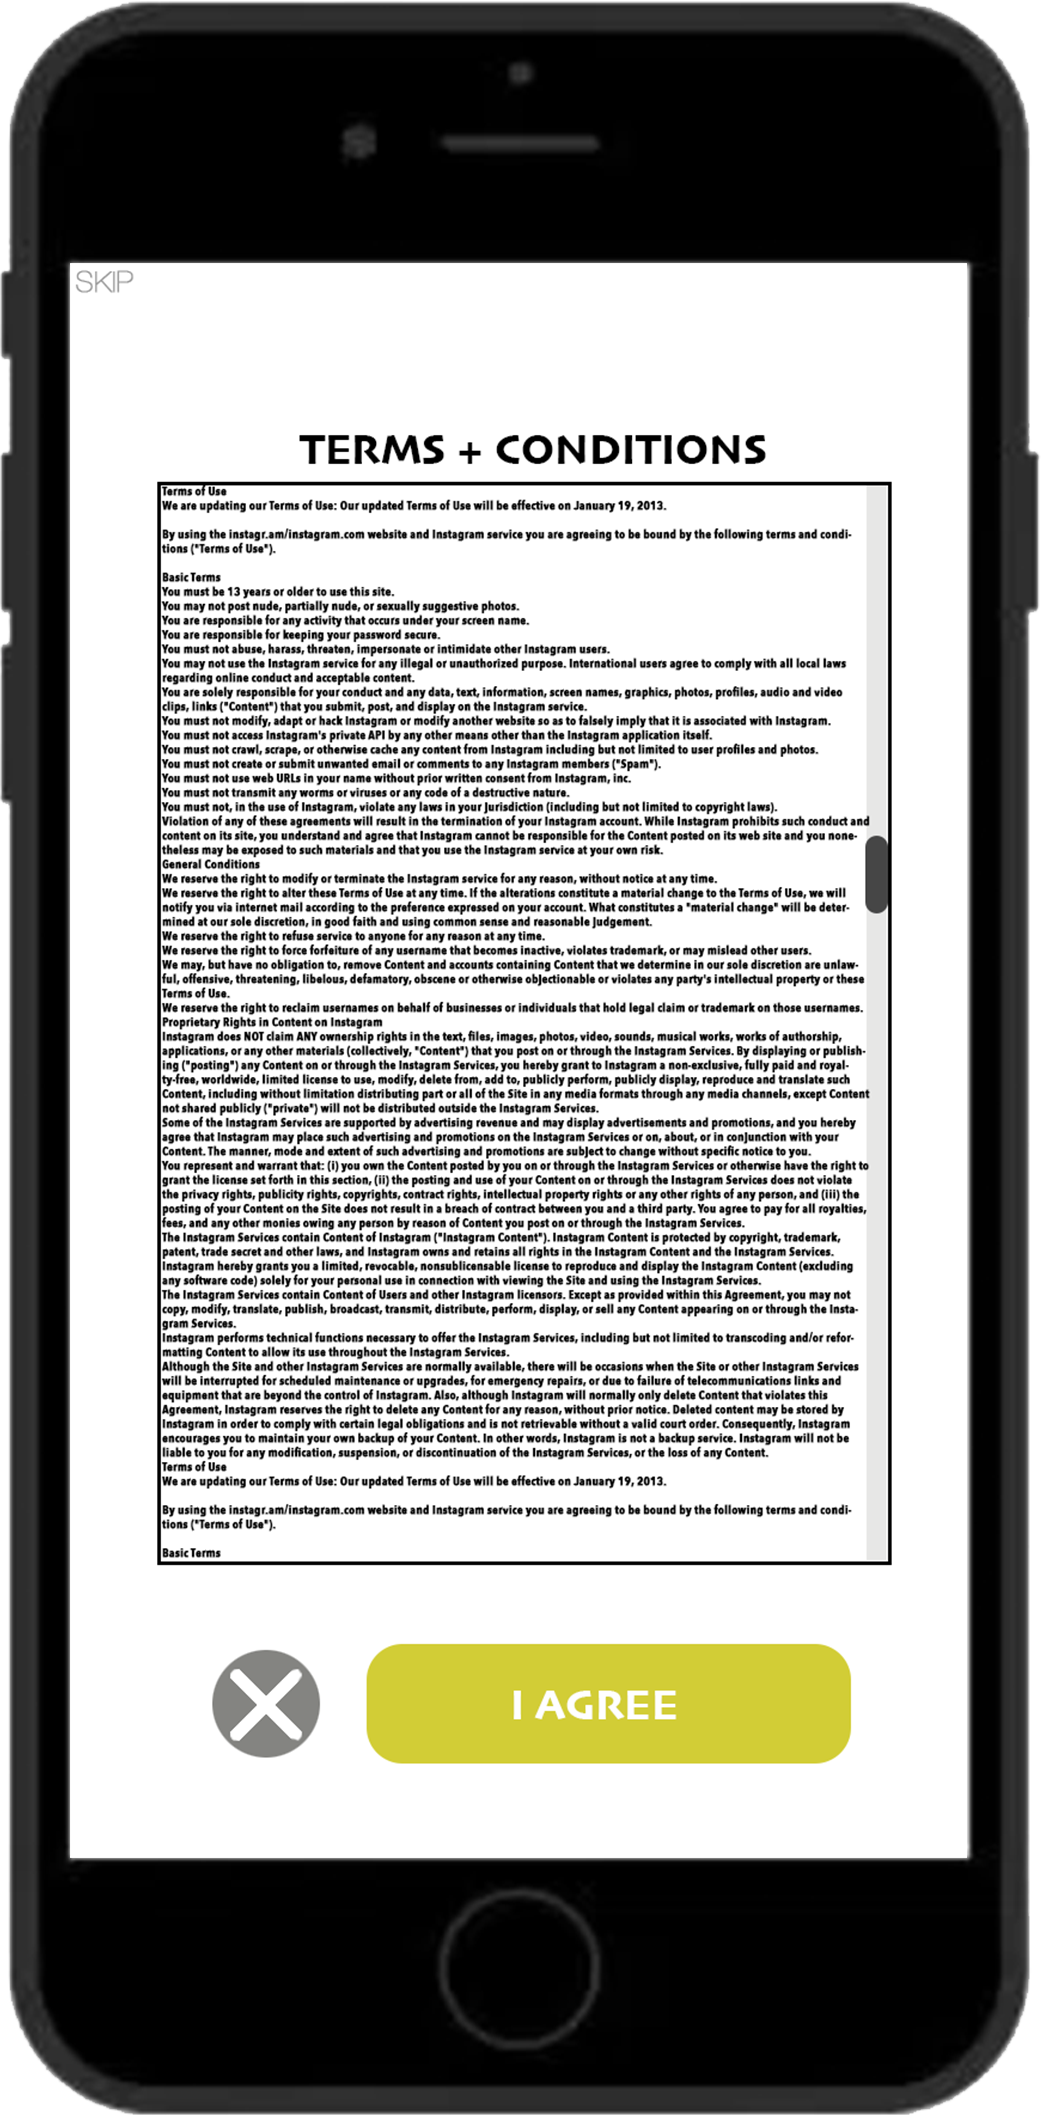 SKIP
TERMS + CONDITIONS
Terms of Use
We are updating our Terms of Use: Our updated Terms of Use will be effective on January 19, 2013.
By using the instagr.am/instagram.com website and Instagram service you are agreeing to be bound by the following terms and condi-
tions ("Terms of Use").
Basic Terms
You must be 13 years or older to use this site.
You may not post nude, partially nude, or sexually suggestive photos.
You are responsible for any activity that occurs under your screen name.
You are responsible for keeping your password secure.
You must not abuse, harass, threaten, impersonate or intimidate other Instagram users.
You may not use the Instagram service for any illegal or unauthorized purpose. International users agree to comply with all local laws
regarding online conduct and acceptable content.
You are solely responsible for your conduct and any data, text, information, screen names, graphics, photos, profiles, audio and video
clips, links ("Content") that you submit, post, and display on the Instagram service.
You must not modify, adapt or hack Instagram or modify another website so as to falsely imply that it is associated with Instagram.
You must not access Instagram's private API by any other means other than the Instagram application itself.
You must not crawl, scrape, or otherwise cache any content from Instagram including but not limited to user profiles and photos.
You must not create or submit unwanted email or comments to any Instagram members ("Spam").
You must not use web URLs in your name without prior written consent from Instagram, inc.
You must not transmit any worms or viruses or any code of a destructive nature.
You must not, in the use of Instagram, violate any laws in your jurisdiction (including but not limited to copyright laws).
Violation of any of these agreements will result in the termination of your Instagram account. While Instagram prohibits such conduct and
content on its site, you understand and agree that Instagram cannot be responsible for the Content posted on its web site and you none-
theless may be exposed to such materials and that you use the Instagram service at your own risk.
General Conditions
We reserve the right to modify or terminate the Instagram service for any reason, without notice at any time.
We reserve the right to alter these Terms of Use at any time. If the alterations constitute a material change to the Terms of Use, we will
notify you via internet mail according to the preference expressed on your account. What constitutes a "material change" will be deter-
mined at our sole discretion, in good faith and using common sense and reasonable judgement.
We reserve the right to refuse service to anyone for any reason at any time.
We reserve the right to force forfeiture of any username that becomes inactive, violates trademark, or may mislead other users.
We may, but have no obligation to, remove Content and accounts containing Content that we determine in our sole discretion are unlaw-
ful, offensive, threatening, libelous, defamatory, obscene or otherwise objectionable or violates any party's intellectual property or these
Terms of Use.
We reserve the right to reclaim usernames on behalf of businesses or individuals that hold legal claim or trademark on those usernames.
Proprietary Rights in Content on Instagram
Instagram does NOT claim ANY ownership rights in the text, files, images, photos, video, sounds, musical works, works of authorship,
applications, or any other materials (collectively, "Content") that you post on or through the Instagram Services. By displaying or publish-
ing ("posting") any Content on or through the Instagram Services, you hereby grant to Instagram a non-exclusive, fully paid and royal-
ty-free, worldwide, limited license to use, modify, delete from, add to, publicly perform, publicly display, reproduce and translate such
Content, including without limitation distributing part or all of the Site in any media formats through any media channels, except Content
not shared publicly ("private") will not be distributed outside the Instagram Services.
Some of the Instagram Services are supported by advertising revenue and may display advertisements and promotions, and you hereby
agree that Instagram may place such advertising and promotions on the Instagram Services or on, about, or in conjunction with your
Content. The manner, mode and extent of such advertising and promotions are subject to change without specific notice to you.
You represent and warrant that: (i) you own the Content posted by you on or through the Instagram Services or otherwise have the right to
grant the license set forth in this section, (ii) the posting and use of your Content on or through the Instagram Services does not violate
the privacy rights, publicity rights, copyrights, contract rights, intellectual property rights or any other rights of any person, and (iii) the
posting of your Content on the Site does not result in a breach of contract between you and a third party. You agree to pay for all royalties,
fees, and any other monies owing any person by reason of Content you post on or through the Instagram Services.
The Instagram Services contain Content of Instagram ("Instagram Content"). Instagram Content is protected by copyright, trademark,
patent, trade secret and other laws, and Instagram owns and retains all rights in the Instagram Content and the Instagram Services.
Instagram hereby grants you a limited, revocable, nonsublicensable license to reproduce and display the Instagram Content (excluding
any software code) solely for your personal use in connection with viewing the Site and using the Instagram Services.
The Instagram Services contain Content of Users and other Instagram licensors. Except as provided within this Agreement, you may not
copy, modify, translate, publish, broadcast, transmit, distribute, perform, display, or sell any Content appearing on or through the Insta-
gram Services.
Instagram performs technical functions necessary to offer the Instagram Services, including but not limited to transcoding and/or refor-
matting Content to allow its use throughout the Instagram Services.
Although the Site and other Instagram Services are normally available, there will be occasions when the Site or other Instagram Services
will be interrupted for scheduled maintenance or upgrades, for emergency repairs, or due to failure of telecommunications links and
equipment that are beyond the control of Instagram. Also, although Instagram will normally only delete Content that violates this
Agreement, Instagram reserves the right to delete any Content for any reason, without prior notice. Deleted content may be stored by
Instagram in order to comply with certain legal obligations and is not retrievable without a valid court order. Consequently, Instagram
encourages you to maintain your own backup of your Content. In other words, Instagram is not a backup service. Instagram will not be
liable to you for any modification, suspension, or discontinuation of the Instagram Services, or the loss of any Content.
Terms of Use
We are updating our Terms of Use: Our updated Terms of Use will be effective on January 19, 2013.
By using the instagr.am/instagram.com website and Instagram service you are agreeing to be bound by the following terms and condi-
tions ("Terms of Use").
Basic Terms
I AGREE